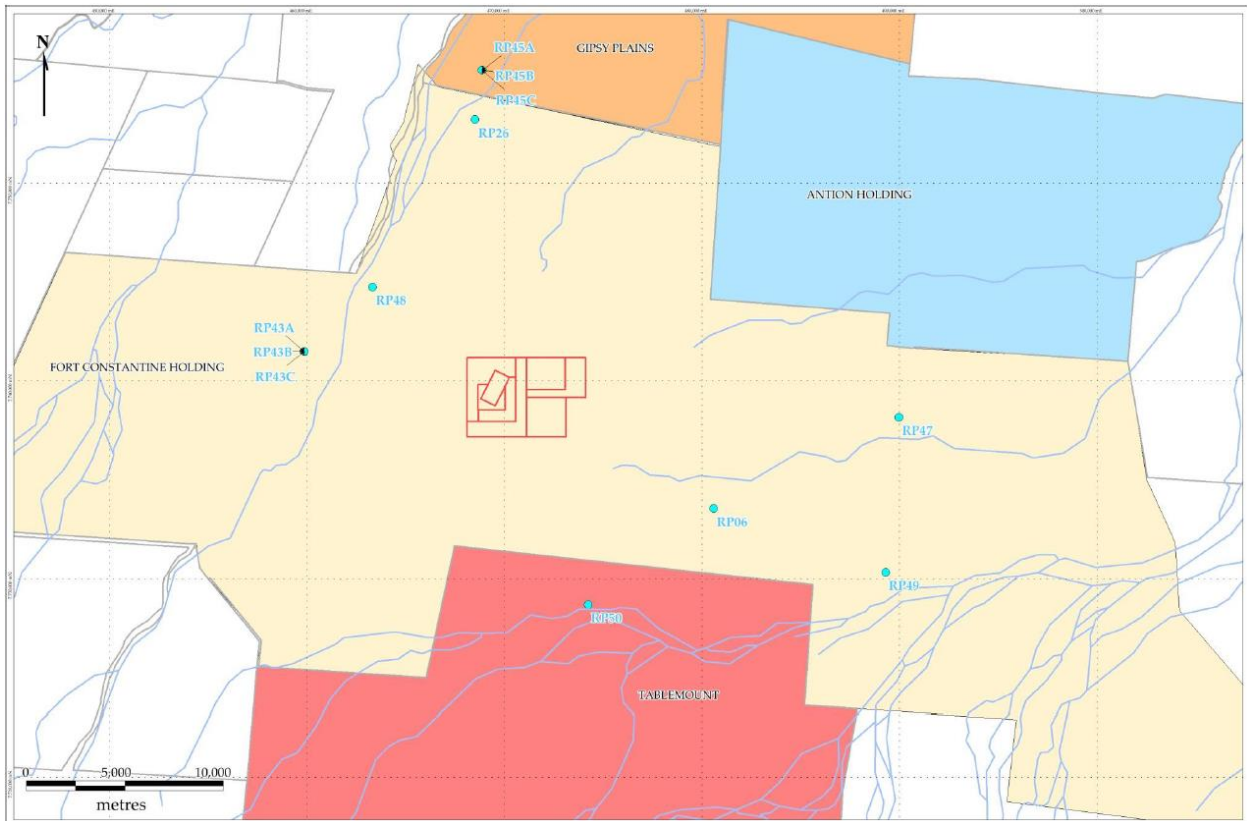 N
RP45A
GIPSY PLAINS
RP45B
RP45C
RP26
ANTION HOLDING
RP48
RP43A
RP43B
FORT CONSTANTINE HOLDING
RP43C
RP47
RP06
RP49
RP50
TABLEMOUNT
0 5,000 10,000
metres